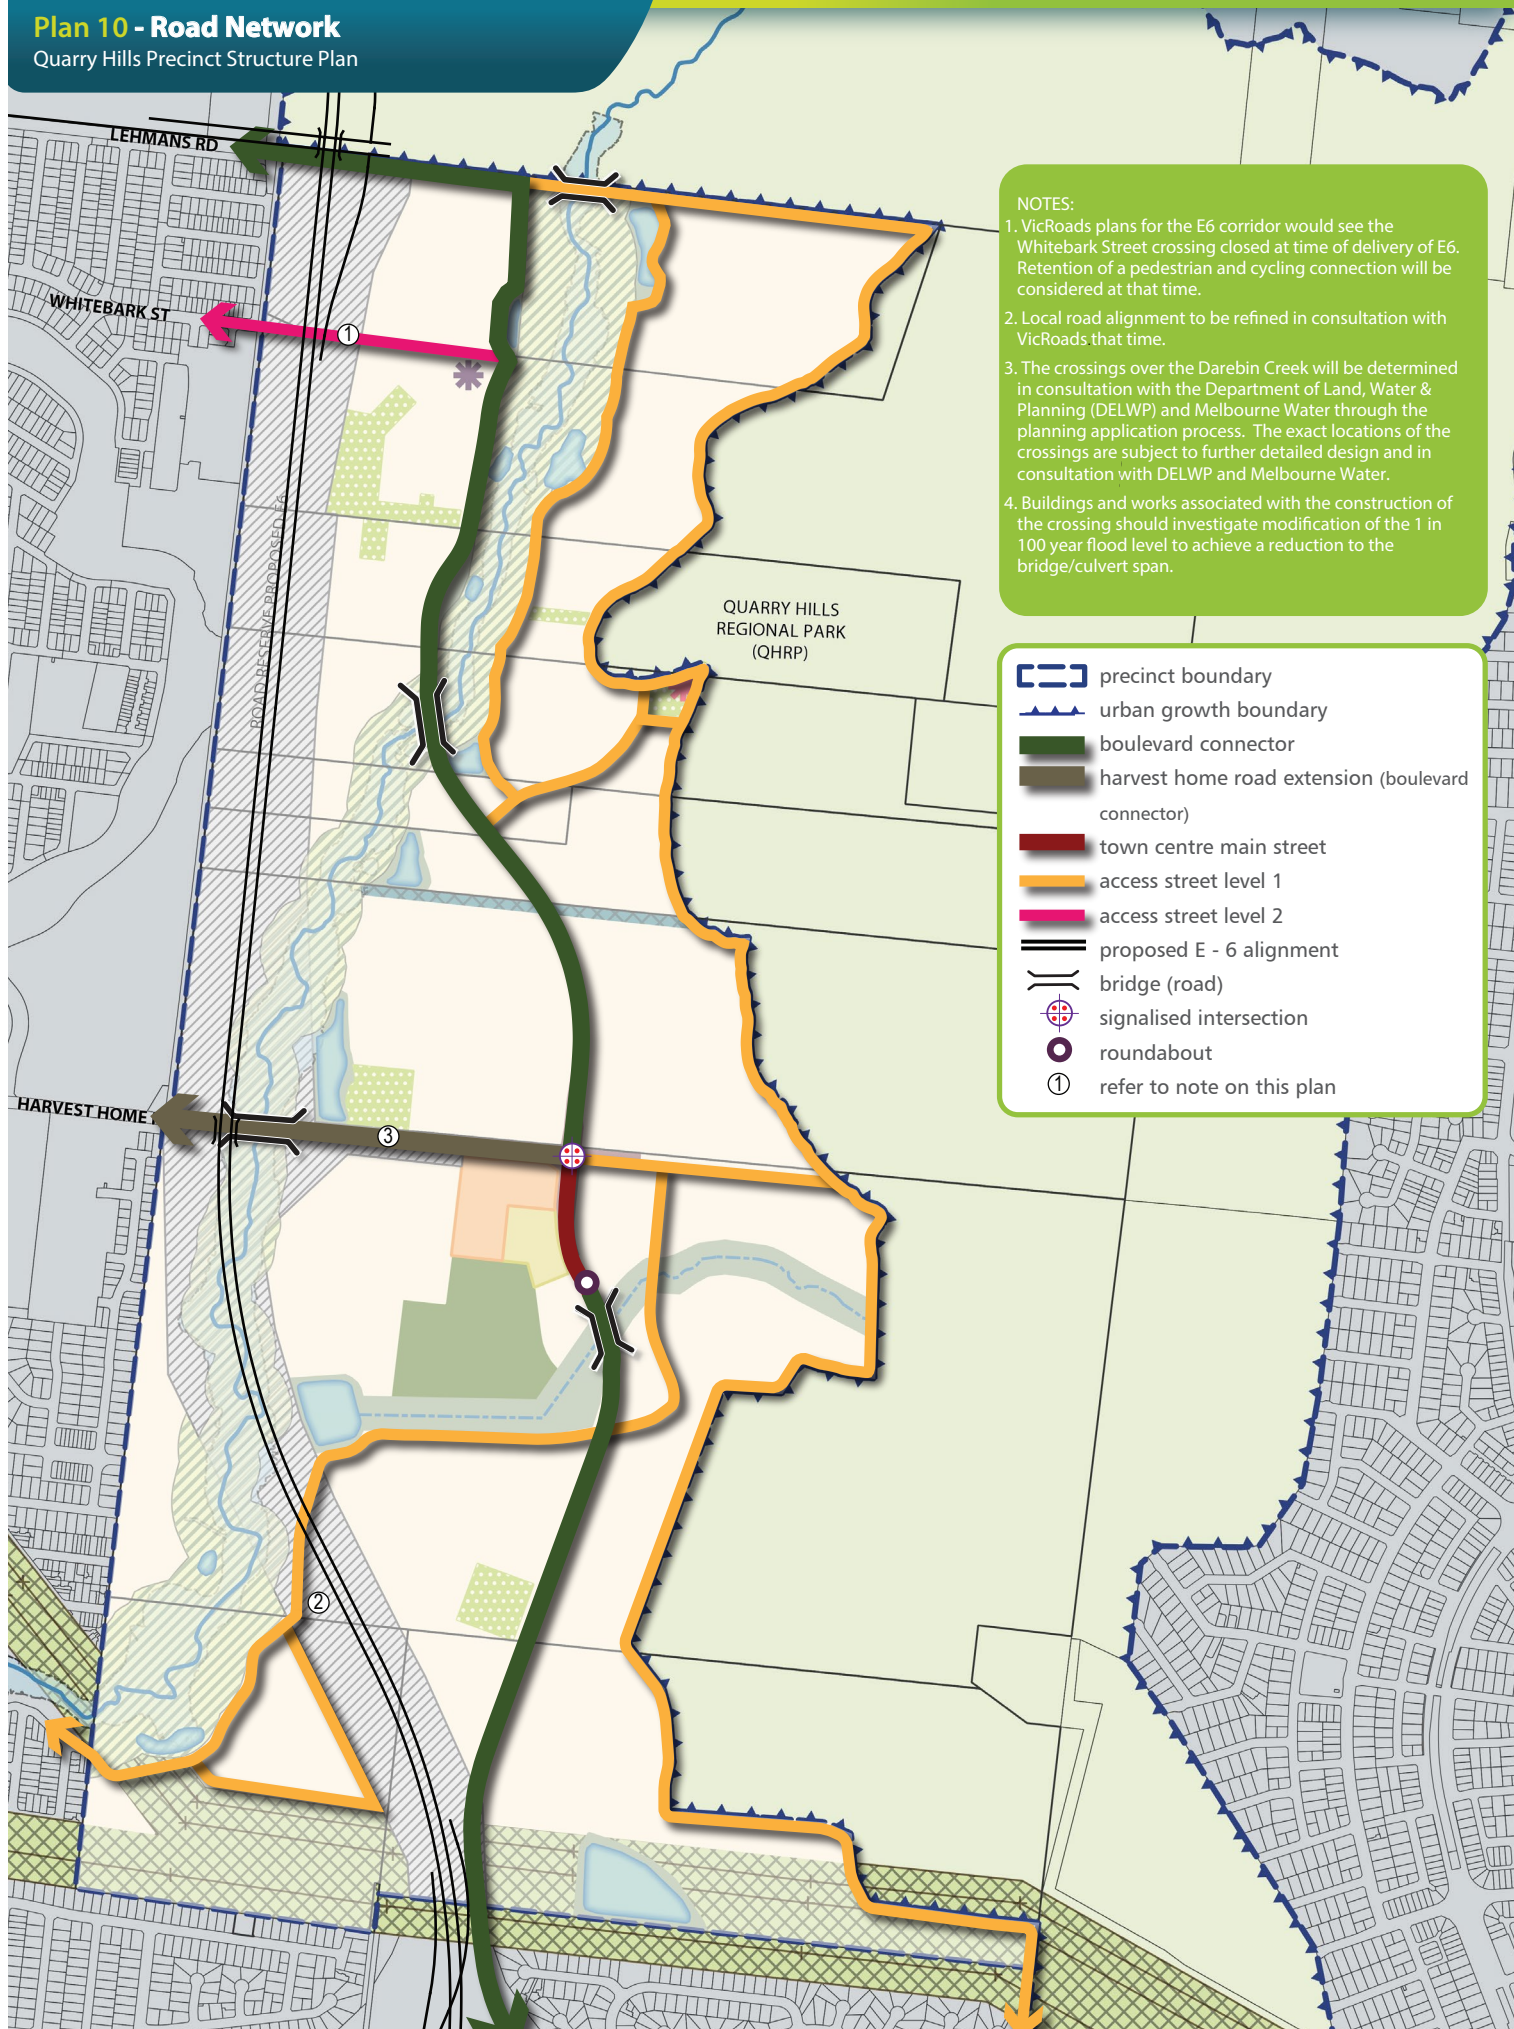 Plan 10 - Road Network
Quarry Hills Precinct Structure Plan
LEHMANS RD
WHITEBARK ST
1
ROAD RESERVE PROPOSED E6
QUARRY HILLS
REGIONAL PARK
(QHRP)
HARVEST HOME
3
2
NOTES:
1. VicRoads plans for the E6 corridor would see the
Whitebark Street crossing closed at time of delivery of E6.
Retention of a pedestrian and cycling connection will be
considered at that time.
2. Local road alignment to be refined in consultation with
VicRoads that time.
3. The crossings over the Darebin Creek will be determined
in consultation with the Department of Land, Water &
Planning (DELWP) and Melbourne Water through the
planning application process. The exact locations of the
crossings are subject to further detailed design and in
consultation with DELWP and Melbourne Water.
4. Buildings and works associated with the construction of
the crossing should investigate modification of the 1 in
100 year flood level to achieve a reduction to the
bridge/culvert span.
precinct boundary
urban growth boundary
boulevard connector
harvest home road extension (boulevard
connector)
town centre main street
access street level 1
access street level 2
proposed E - 6 alignment
bridge (road)
signalised intersection
roundabout
1 refer to note on this plan